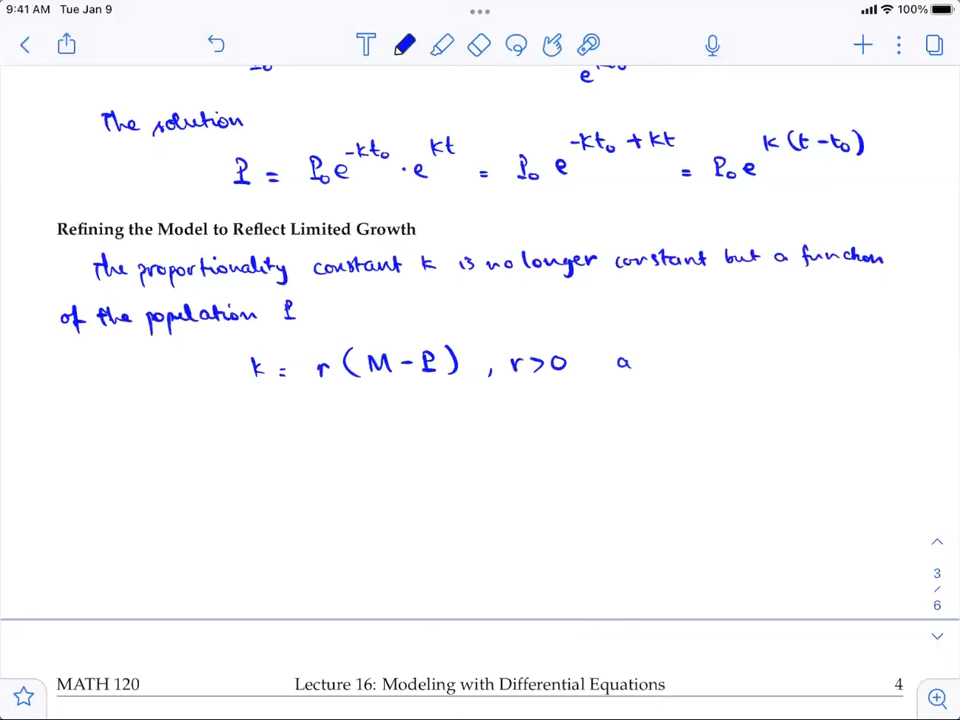 9:41 AM Tue Jan 9
100%
The solution
P = P₀e^{-kt₀} · e^{kt} = P₀ e^{-kt₀ + kt} = P₀ e^{k(t - t₀)}
Refining the Model to Reflect Limited Growth
The proportionality constant k is no longer constant but a function
of the population P
k = r(M - P), r > 0 a
3
/
6
MATH 120 Lecture 16: Modeling with Differential Equations 4